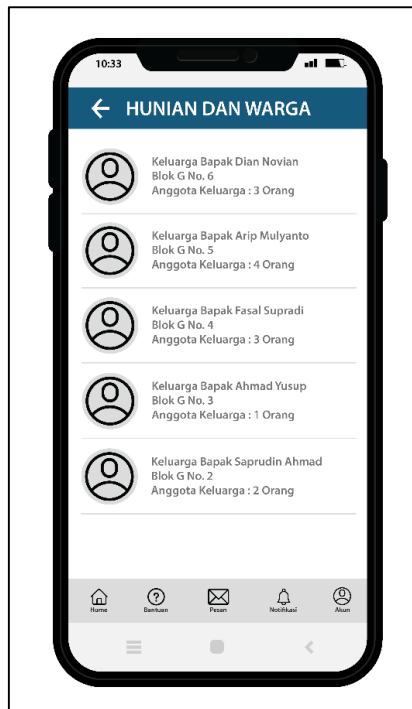 10:33
HUNIAN DAN WARGA
Keluarga Bapak Dian Novian
Blok G No. 6
Anggota Keluarga : 3 Orang
Keluarga Bapak Arip Mulyanto
Blok G No. 5
Anggota Keluarga : 4 Orang
Keluarga Bapak Fasal Supradi
Blok G No. 4
Anggota Keluarga : 3 Orang
Keluarga Bapak Ahmad Yusup
Blok G No. 3
Anggota Keluarga : 1 Orang
Keluarga Bapak Saprudin Ahmad
Blok G No. 2
Anggota Keluarga : 2 Orang
Home Bantuan Pesan Notifikasi Akun